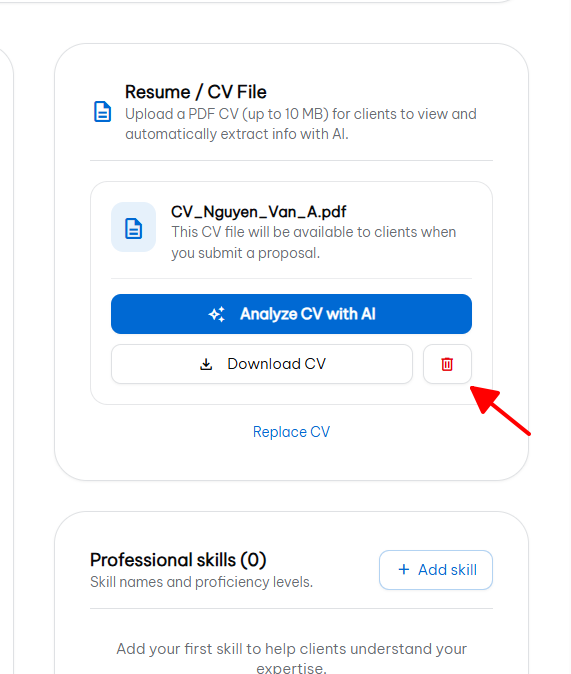 Resume / CV File
Upload a PDF CV (up to 10 MB) for clients to view and
automatically extract info with AI.
CV_Nguyen_Van_A.pdf
This CV file will be available to clients when
you submit a proposal.
Analyze CV with AI
Download CV
Replace CV
Professional skills (0)
Skill names and proficiency levels.
+ Add skill
Add your first skill to help clients understand your
expertise.